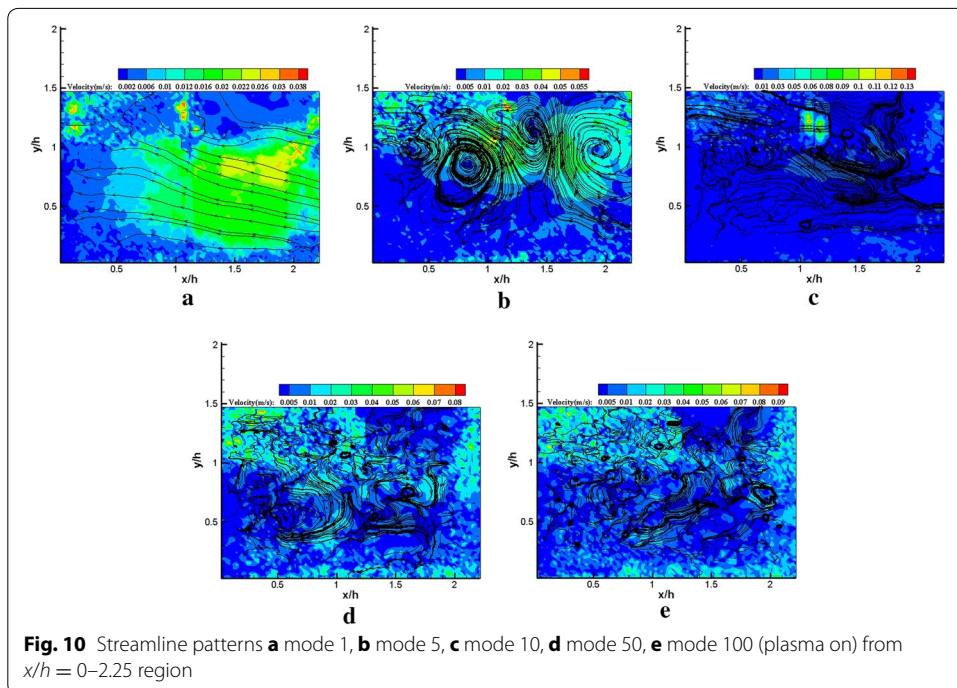 2
Velocity(m/s): 0.002 0.006 0.01 0.012 0.016 0.02 0.022 0.026 0.03 0.038
1.5
y/h
1
0.5
0.5 1 1.5 2
x/h
a
2
Velocity(m/s): 0.005 0.01 0.02 0.03 0.04 0.05 0.055
1.5
y/h
1
0.5
0.5 1 1.5 2
x/h
b
2
Velocity(m/s): 0.01 0.03 0.05 0.06 0.08 0.09 0.1 0.11 0.12 0.13
1.5
y/h
1
0.5
0.5 1 1.5 2
x/h
c
2
Velocity(m/s): 0.005 0.01 0.02 0.03 0.04 0.05 0.06 0.07 0.08
1.5
y/h
1
0.5
0.5 1 1.5 2
x/h
d
2
Velocity(m/s): 0.005 0.01 0.02 0.03 0.04 0.05 0.06 0.07 0.08 0.09
1.5
y/h
1
0.5
0.5 1 1.5 2
x/h
e
Fig. 10 Streamline patterns a mode 1, b mode 5, c mode 10, d mode 50, e mode 100 (plasma on) from
x/h = 0–2.25 region